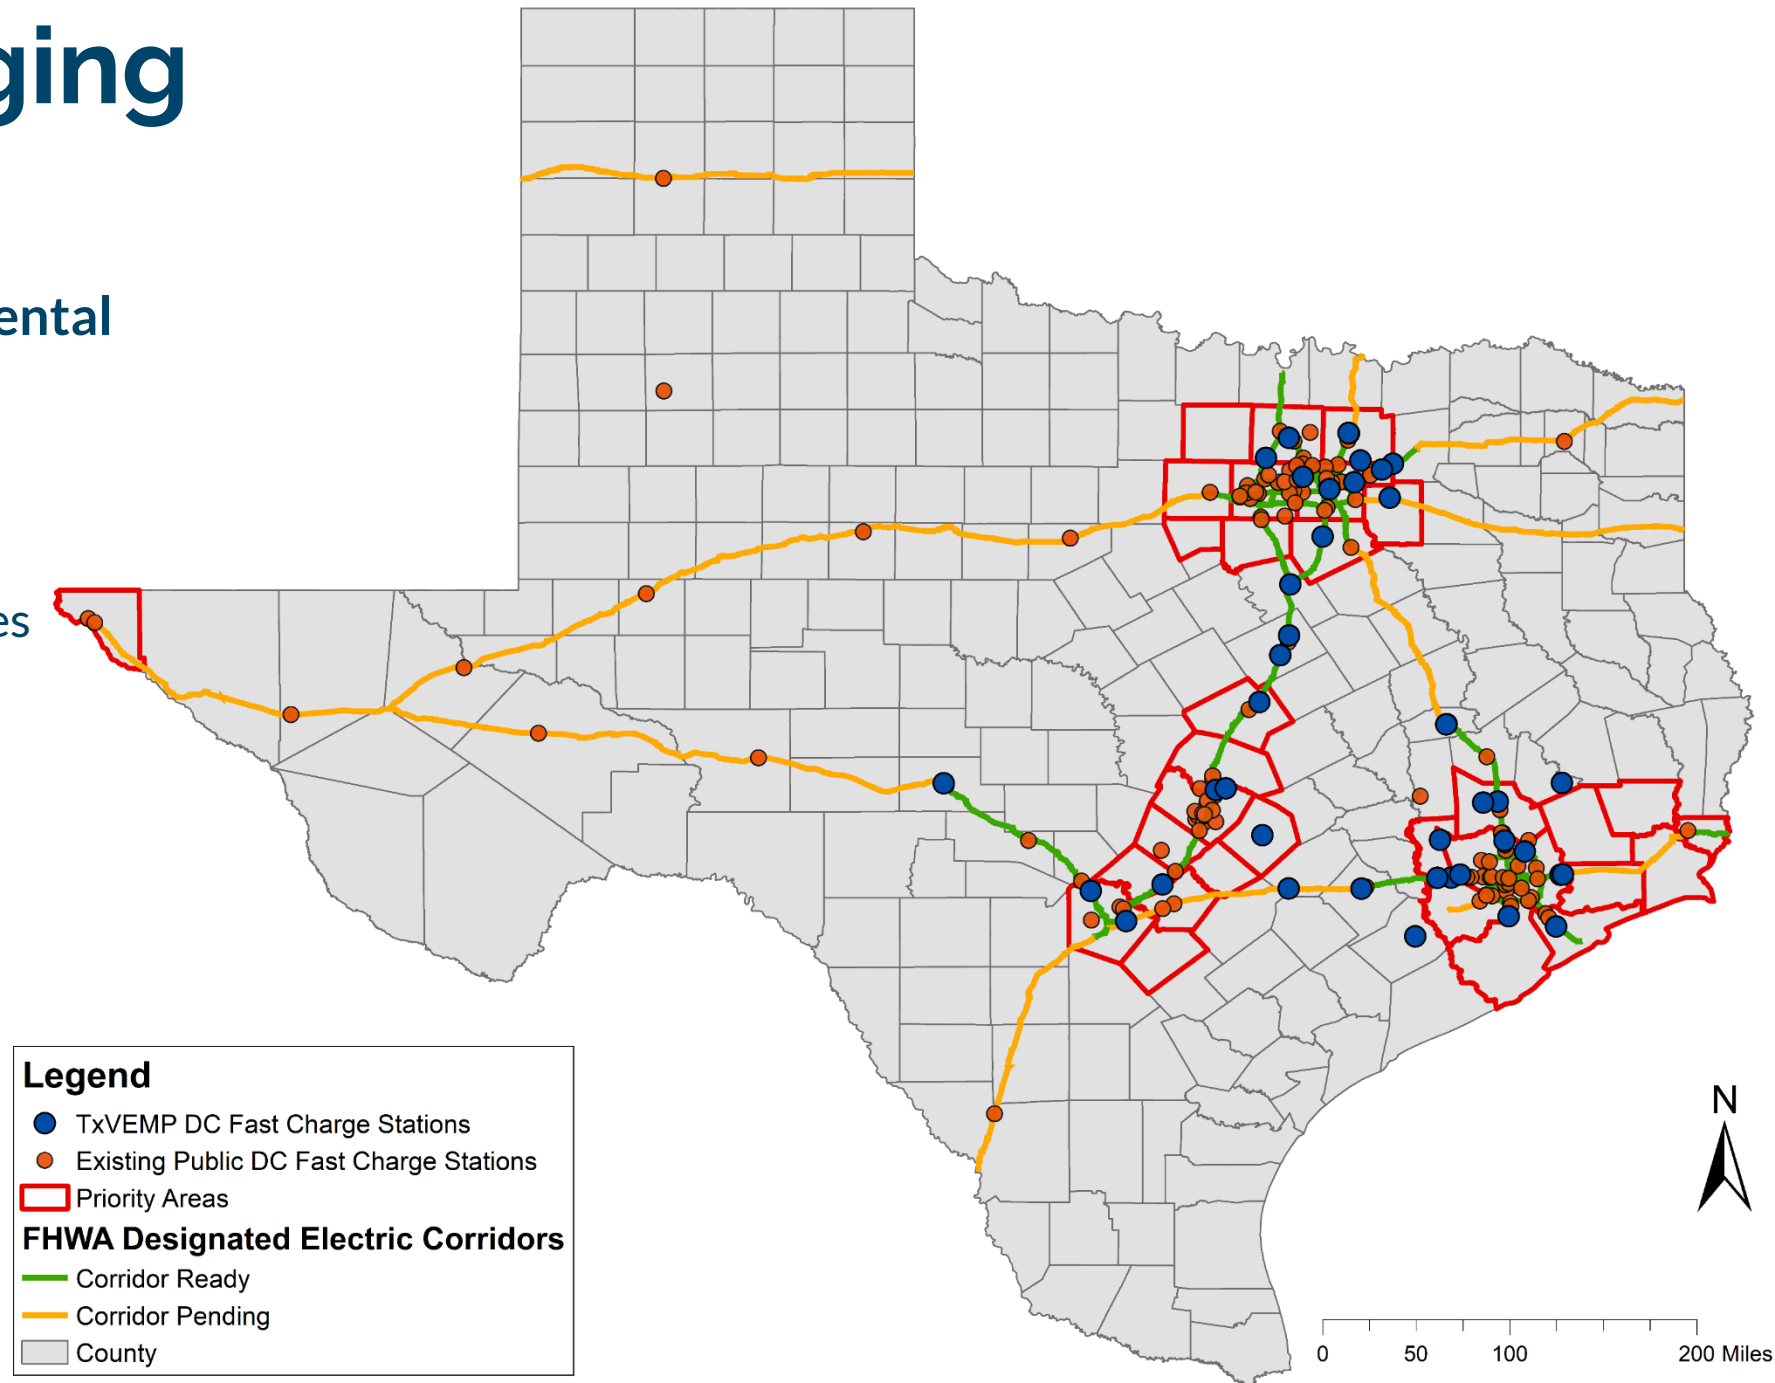 ging
ental
es
Legend
TxVEMP DC Fast Charge Stations
Existing Public DC Fast Charge Stations
Priority Areas
FHWA Designated Electric Corridors
Corridor Ready
Corridor Pending
County
N
0 50 100 200 Miles